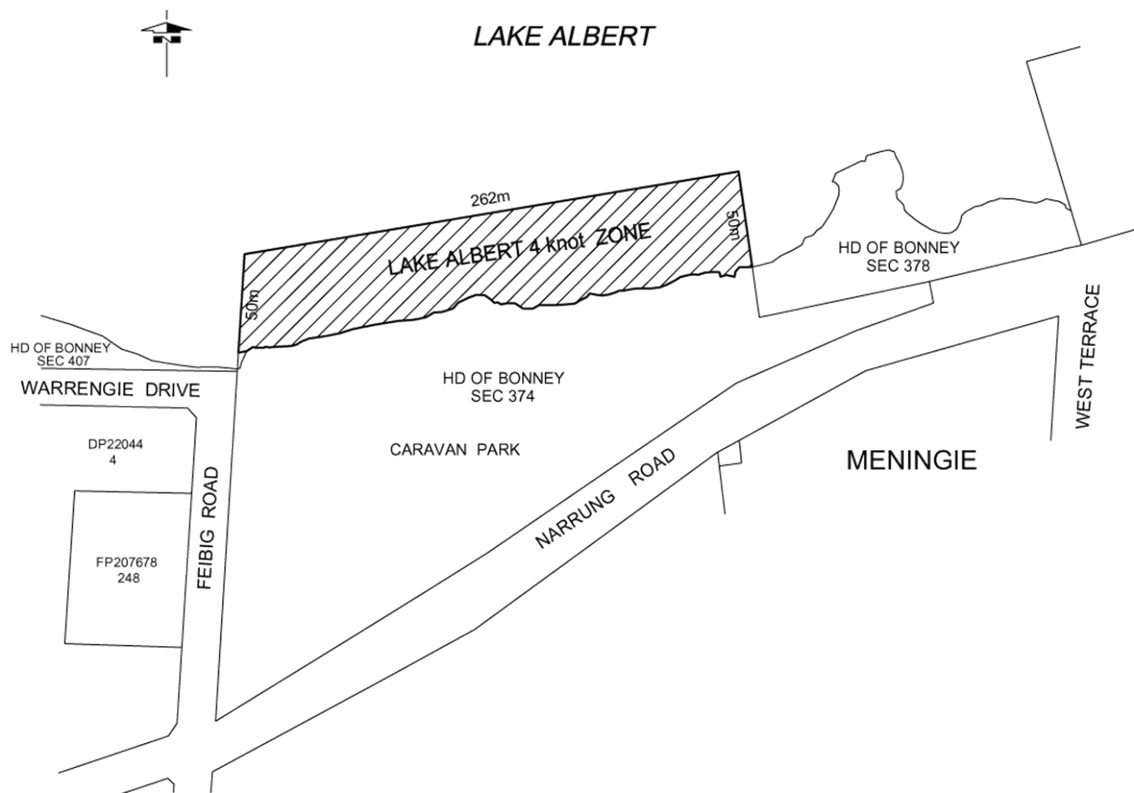 LAKE ALBERT
N
262m
50m
LAKE ALBERT 4 knot ZONE
50m
HD OF BONNEY
SEC 378
HD OF BONNEY
SEC 407
WARRENGIE DRIVE
HD OF BONNEY
SEC 374
CARAVAN PARK
WEST TERRACE
DP22044
4
MENINGIE
NARRUNG ROAD
FEIBIG ROAD
FP207678
248